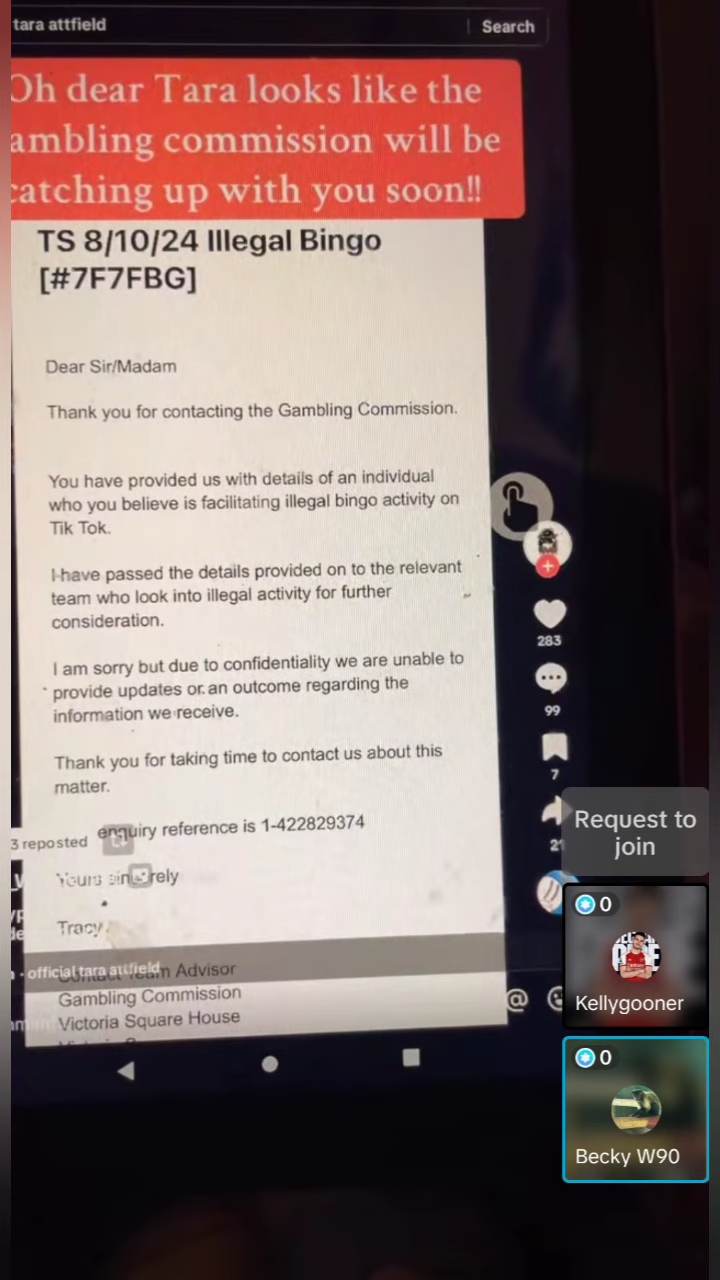 tara attfield
Search
Oh dear Tara looks like the
ambling commission will be
catching up with you soon!!
TS 8/10/24 Illegal Bingo
[#7F7FBG]
Dear Sir/Madam
Thank you for contacting the Gambling Commission.
You have provided us with details of an individual
who you believe is facilitating illegal bingo activity on
Tik Tok.
I have passed the details provided on to the relevant
team who look into illegal activity for further
consideration.
I am sorry but due to confidentiality we are unable to
provide updates or an outcome regarding the
information we receive.
Thank you for taking time to contact us about this
matter.
enquiry reference is 1-422829374
3 reposted
Yours sincerely
Tracy
official tara attfield
Contact Team Advisor
Gambling Commission
Victoria Square House
283
99
7
21
@
Request to
join
0
Kellygooner
0
Becky W90